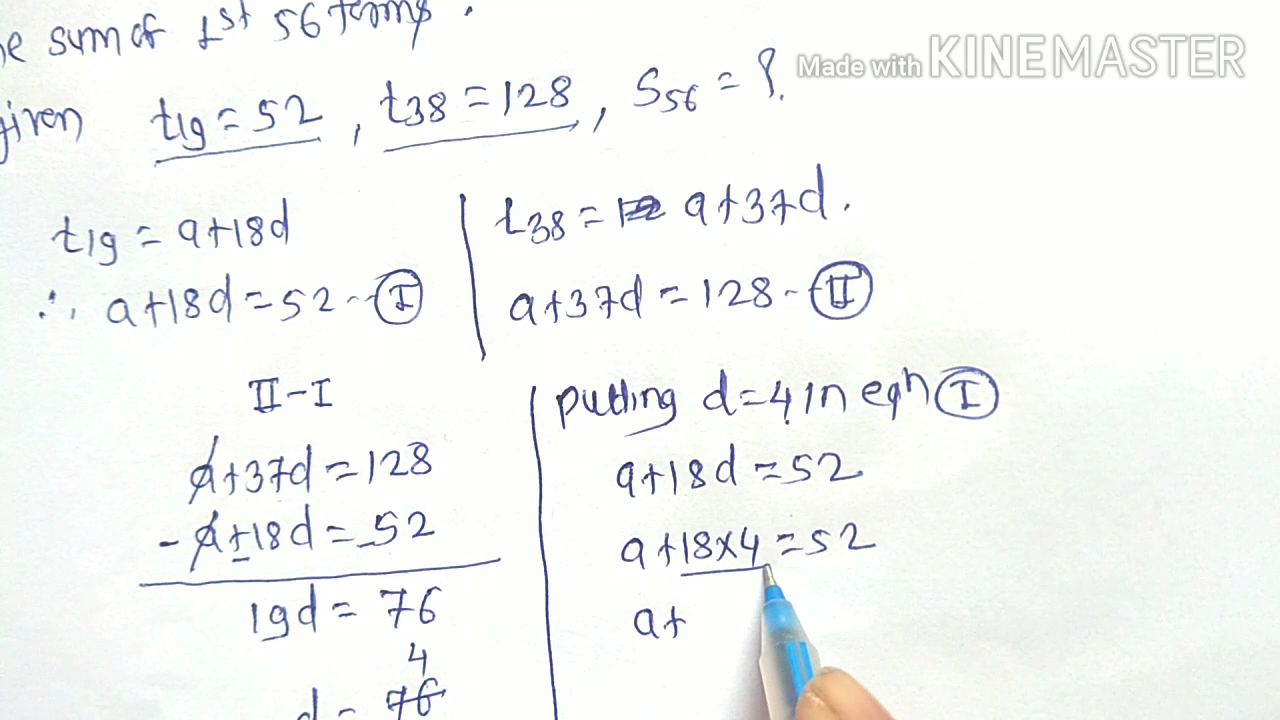 e sum of 1st 56 terms.
Made with KINEMASTER
given t19 = 52, t38 = 128, S56 = ?
t19 = a+18d
∴ a+18d = 52 - I
t38 = a+37d.
a+37d = 128 - II
II - I
a+37d = 128
- a+18d = 52
19d = 76
4
d = 76
putting d=4 in eqn I
a+18d = 52
a+18×4 = 52
a+